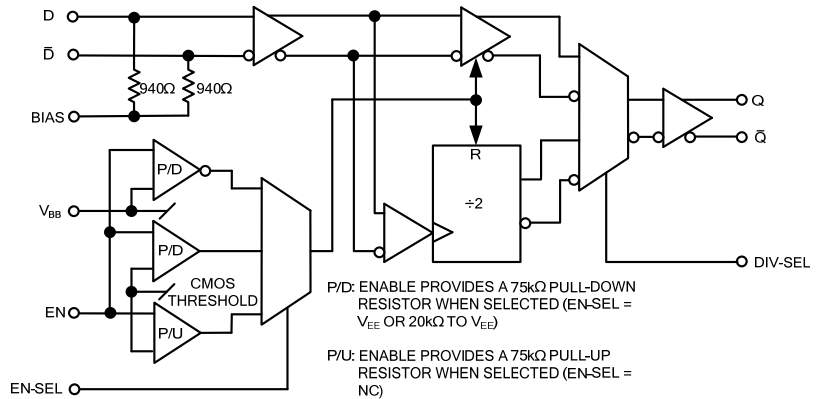 D
D̄
940Ω 940Ω
BIAS
P/D
V_BB
P/D
CMOS
THRESHOLD
EN
P/U
EN-SEL
R
÷2
Q
Q̄
DIV-SEL
P/D: ENABLE PROVIDES A 75kΩ PULL-DOWN
RESISTOR WHEN SELECTED (EN-SEL =
V_EE OR 20kΩ TO V_EE)
P/U: ENABLE PROVIDES A 75kΩ PULL-UP
RESISTOR WHEN SELECTED (EN-SEL =
NC)